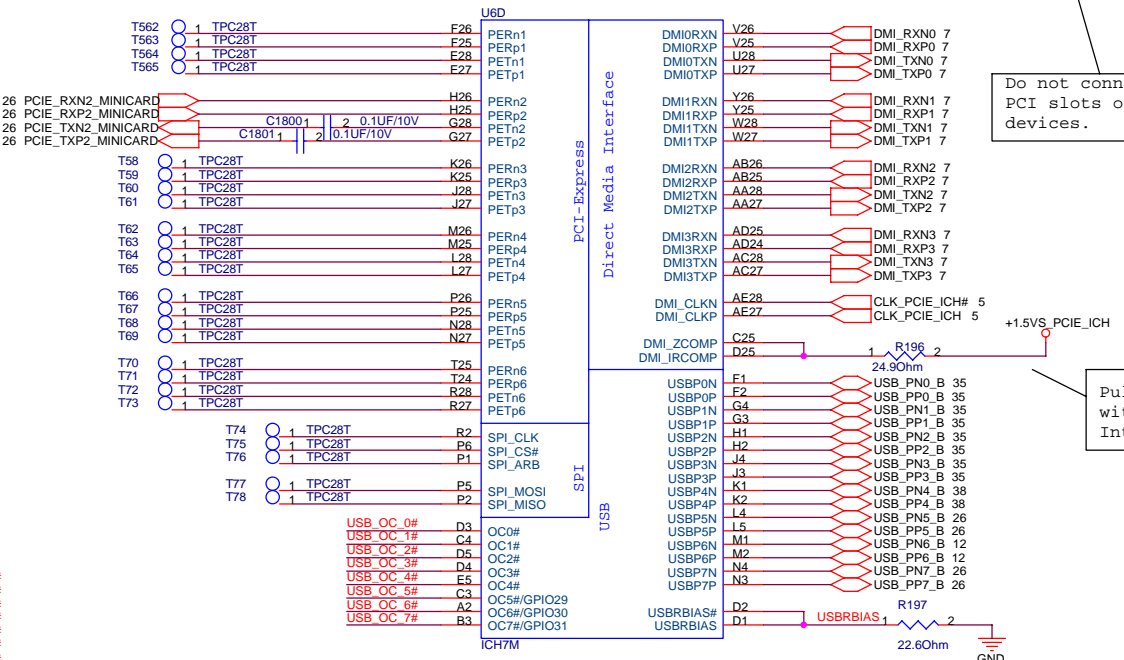 U6D
T562 1 TPC28T F26 PERn1 DMI0RXN V26 DMI_RXN0 7
T563 1 TPC28T F25 PERp1 DMI0RXP V25 DMI_RXP0 7
T564 1 TPC28T E28 PETn1 DMI0TXN U28 DMI_TXN0 7
T565 1 TPC28T E27 PETp1 DMI0TXP U27 DMI_TXP0 7
Do not conn
PCI slots o
devices.
26 PCIE_RXN2_MINICARD H26 PERn2 DMI1RXN Y26 DMI_RXN1 7
26 PCIE_RXP2_MINICARD H25 PERp2 DMI1RXP Y25 DMI_RXP1 7
26 PCIE_TXN2_MINICARD C1800 1 2 0.1UF/10V G28 PETn2 DMI1TXN W28 DMI_TXN1 7
26 PCIE_TXP2_MINICARD C1801 1 2 0.1UF/10V G27 PETp2 DMI1TXP W27 DMI_TXP1 7
T58 1 TPC28T K26 PERn3 DMI2RXN AB26 DMI_RXN2 7
T59 1 TPC28T K25 PERp3 DMI2RXP AB25 DMI_RXP2 7
T60 1 TPC28T J28 PETn3 DMI2TXN AA28 DMI_TXN2 7
T61 1 TPC28T J27 PETp3 DMI2TXP AA27 DMI_TXP2 7
PCI-Express
Direct Media Interface
T62 1 TPC28T M26 PERn4 DMI3RXN AD25 DMI_RXN3 7
T63 1 TPC28T M25 PERp4 DMI3RXP AD24 DMI_RXP3 7
T64 1 TPC28T L28 PETn4 DMI3TXN AC28 DMI_TXN3 7
T65 1 TPC28T L27 PETp4 DMI3TXP AC27 DMI_TXP3 7
T66 1 TPC28T P26 PERn5 DMI_CLKN AE28 CLK_PCIE_ICH# 5
T67 1 TPC28T P25 PERp5 DMI_CLKP AE27 CLK_PCIE_ICH 5
T68 1 TPC28T N28 PETn5
T69 1 TPC28T N27 PETp5 DMI_ZCOMP C25
+1.5VS_PCIE_ICH
DMI_IRCOMP D25 1 R196 2
24.9Ohm
T70 1 TPC28T T25 PERn6
T71 1 TPC28T T24 PERp6 USBP0N F1 USB_PN0_B 35
T72 1 TPC28T R28 PETn6 USBP0P F2 USB_PP0_B 35
T73 1 TPC28T R27 PETp6 USBP1N G4 USB_PN1_B 35
USBP1P G3 USB_PP1_B 35
Pul
wit
Int
T74 1 TPC28T R2 SPI_CLK USBP2N H1 USB_PN2_B 35
T75 1 TPC28T P6 SPI_CS# USBP2P H2 USB_PP2_B 35
T76 1 TPC28T P1 SPI_ARB USBP3N J4 USB_PN3_B 35
USBP3P J3 USB_PP3_B 35
T77 1 TPC28T P5 SPI_MOSI USBP4N K1 USB_PN4_B 38
T78 1 TPC28T P2 SPI_MISO USBP4P K2 USB_PP4_B 38
SPI
USB
USBP5N L4 USB_PN5_B 26
USB_OC_0# D3 OC0# USBP5P L5 USB_PP5_B 26
USB_OC_1# C4 OC1# USBP6N M1 USB_PN6_B 12
USB_OC_2# D5 OC2# USBP6P M2 USB_PP6_B 12
USB_OC_3# D4 OC3# USBP7N N4 USB_PN7_B 26
USB_OC_4# E5 OC4# USBP7P N3 USB_PP7_B 26
USB_OC_5# C3 OC5#/GPIO29
USB_OC_6# A2 OC6#/GPIO30 USBRBIAS# D2
USB_OC_7# B3 OC7#/GPIO31 USBRBIAS D1 USBRBIAS 1 R197 2
22.6Ohm
ICH7M
GND